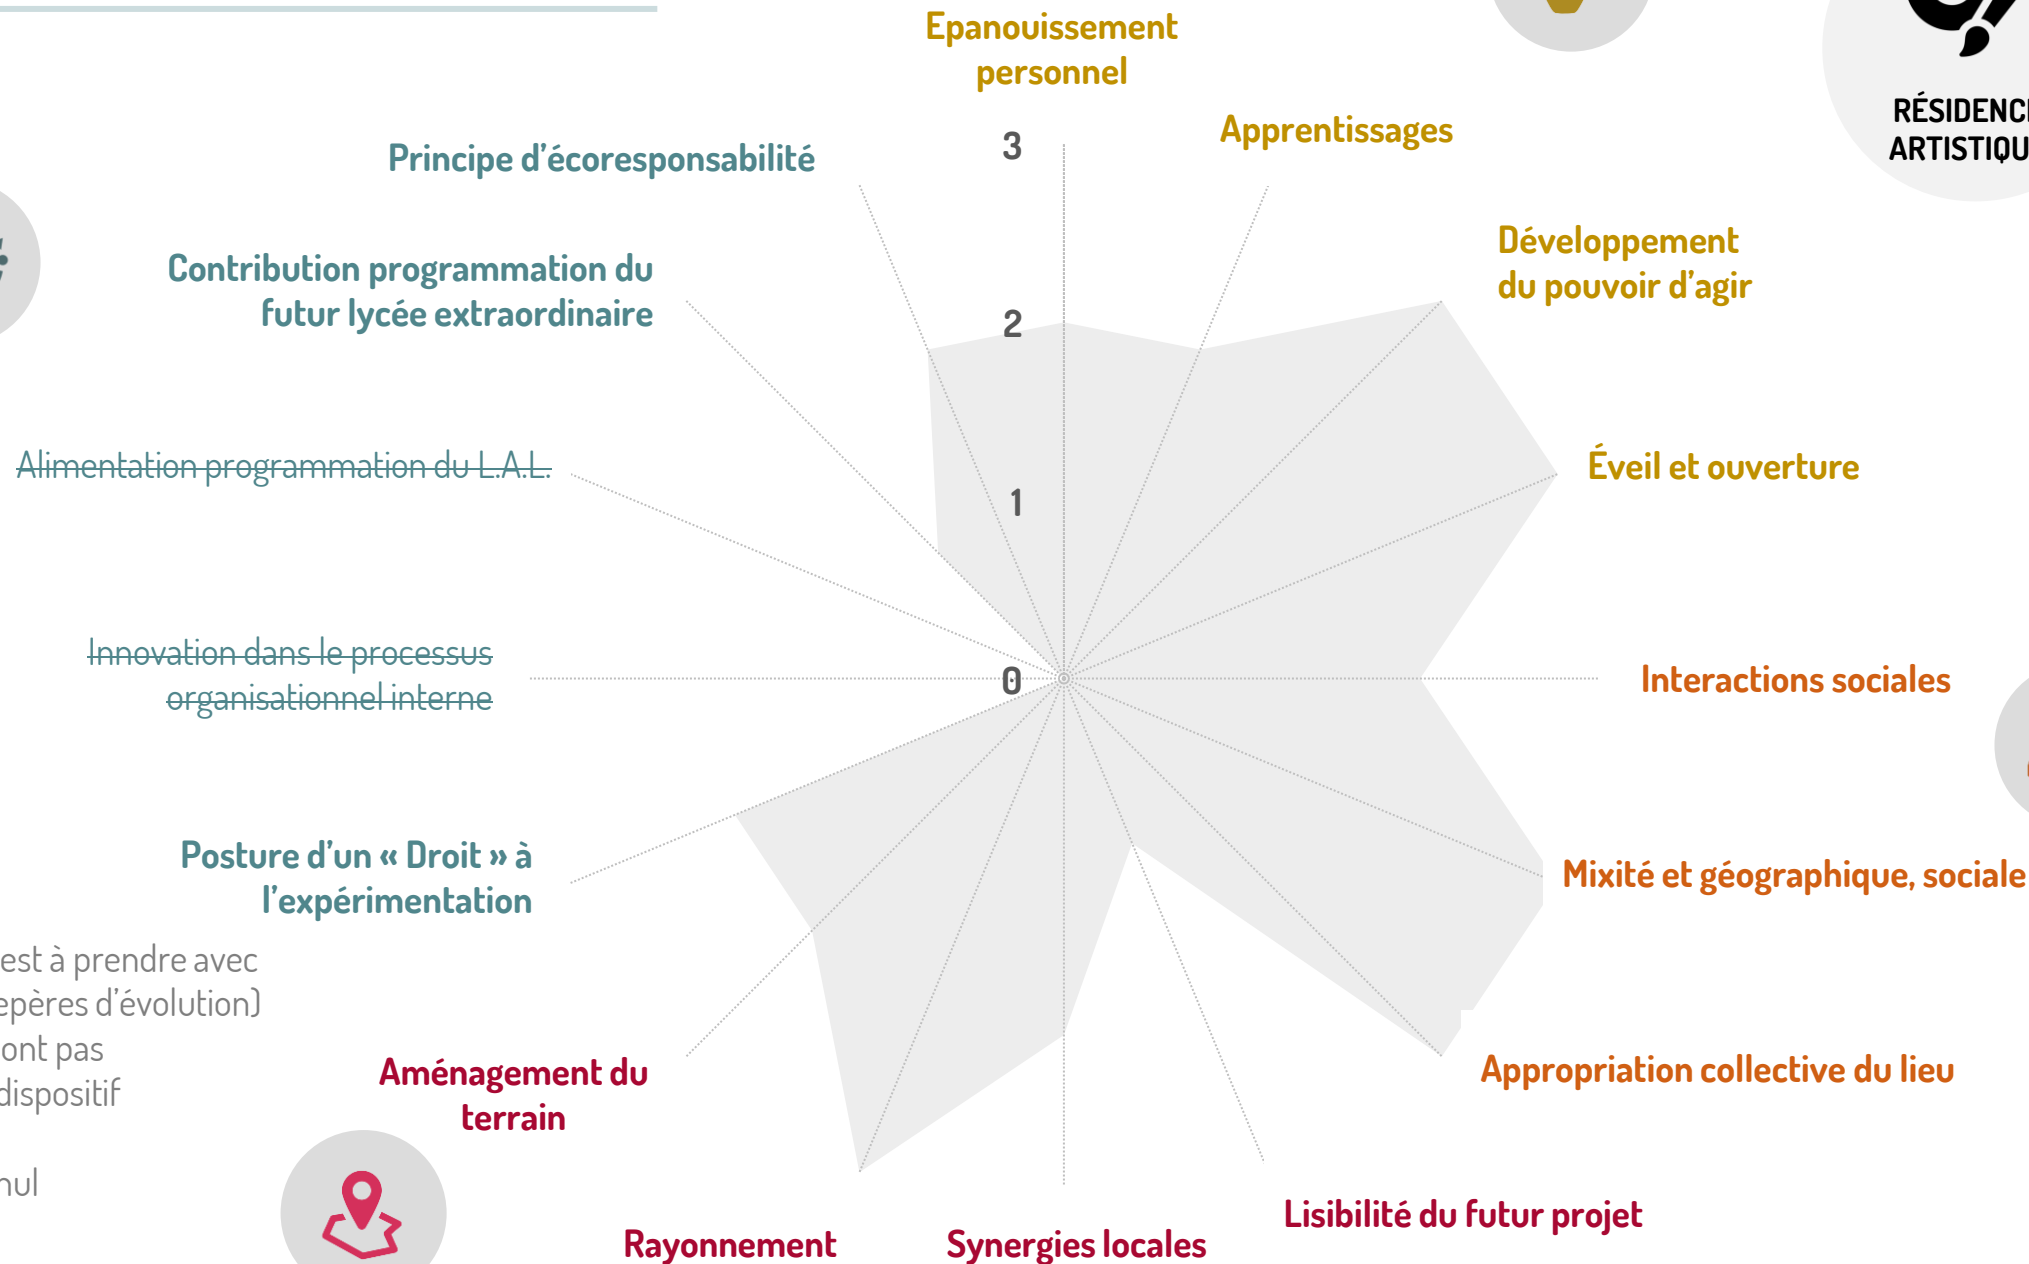 Epanouissement
personnel
Apprentissages
Principe d'écoresponsabilité
3
RÉSIDENC
ARTISTIQU
Développement
du pouvoir d'agir
Contribution programmation du
futur lycée extraordinaire
2
Alimentation programmation du L.A.L.
Éveil et ouverture
1
Innovation dans le processus
organisationnel interne
0
Interactions sociales
Posture d'un « Droit » à
l'expérimentation
Mixité et géographique, sociale
est à prendre avec
epères d'évolution)
ont pas
dispositif
nul
Aménagement du
terrain
Appropriation collective du lieu
Lisibilité du futur projet
Rayonnement
Synergies locales